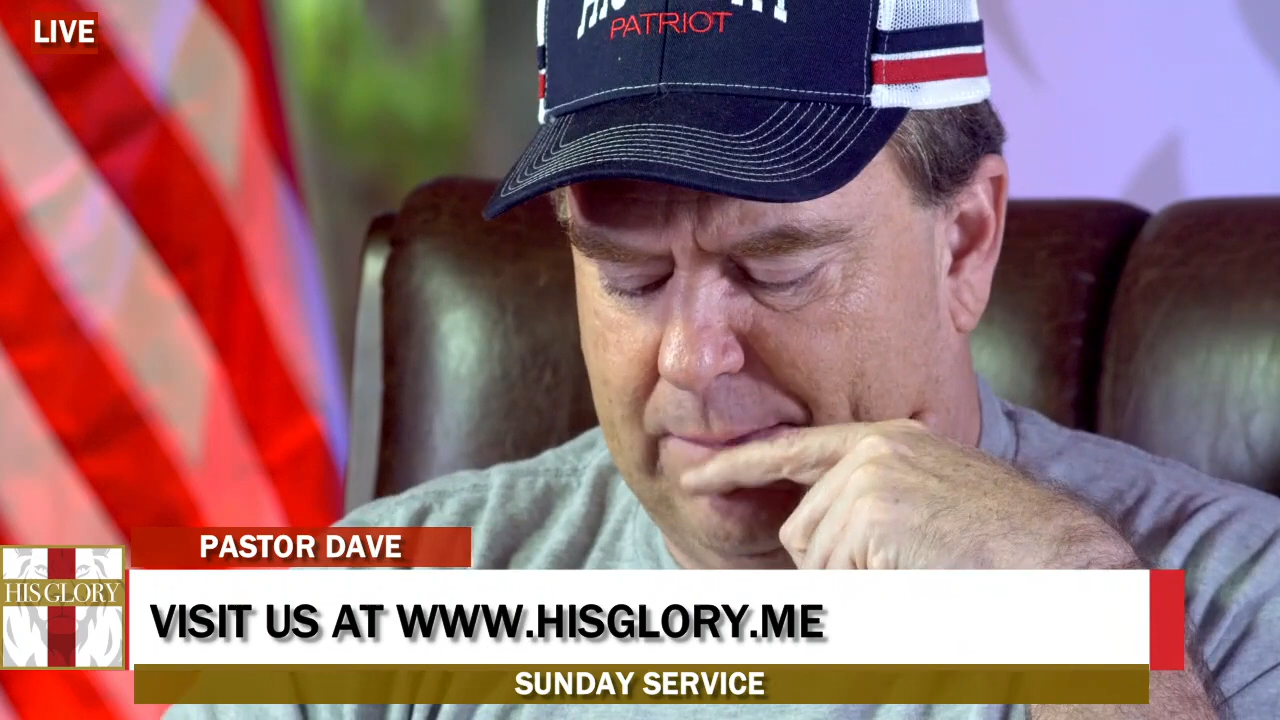 LIVE
PATRIOT
PASTOR DAVE
HIS GLORY
VISIT US AT WWW.HISGLORY.ME
SUNDAY SERVICE